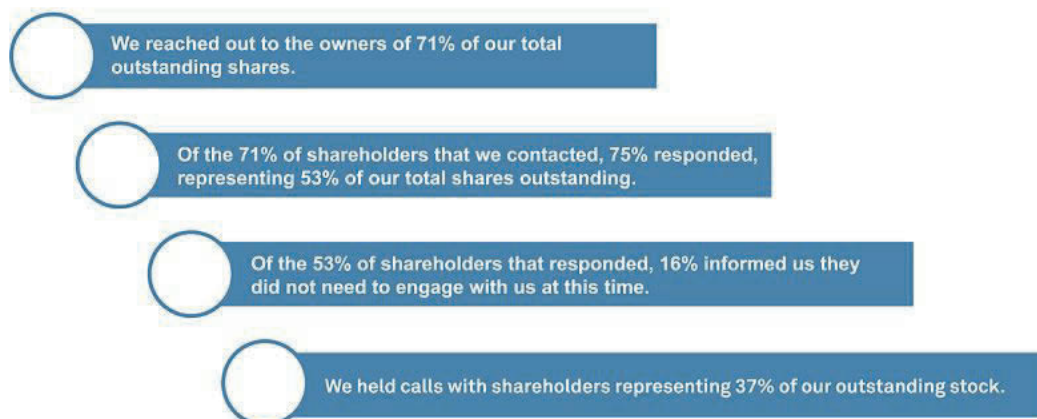 We reached out to the owners of 71% of our total
outstanding shares.
Of the 71% of shareholders that we contacted, 75% responded,
representing 53% of our total shares outstanding.
Of the 53% of shareholders that responded, 16% informed us they
did not need to engage with us at this time.
We held calls with shareholders representing 37% of our outstanding stock.